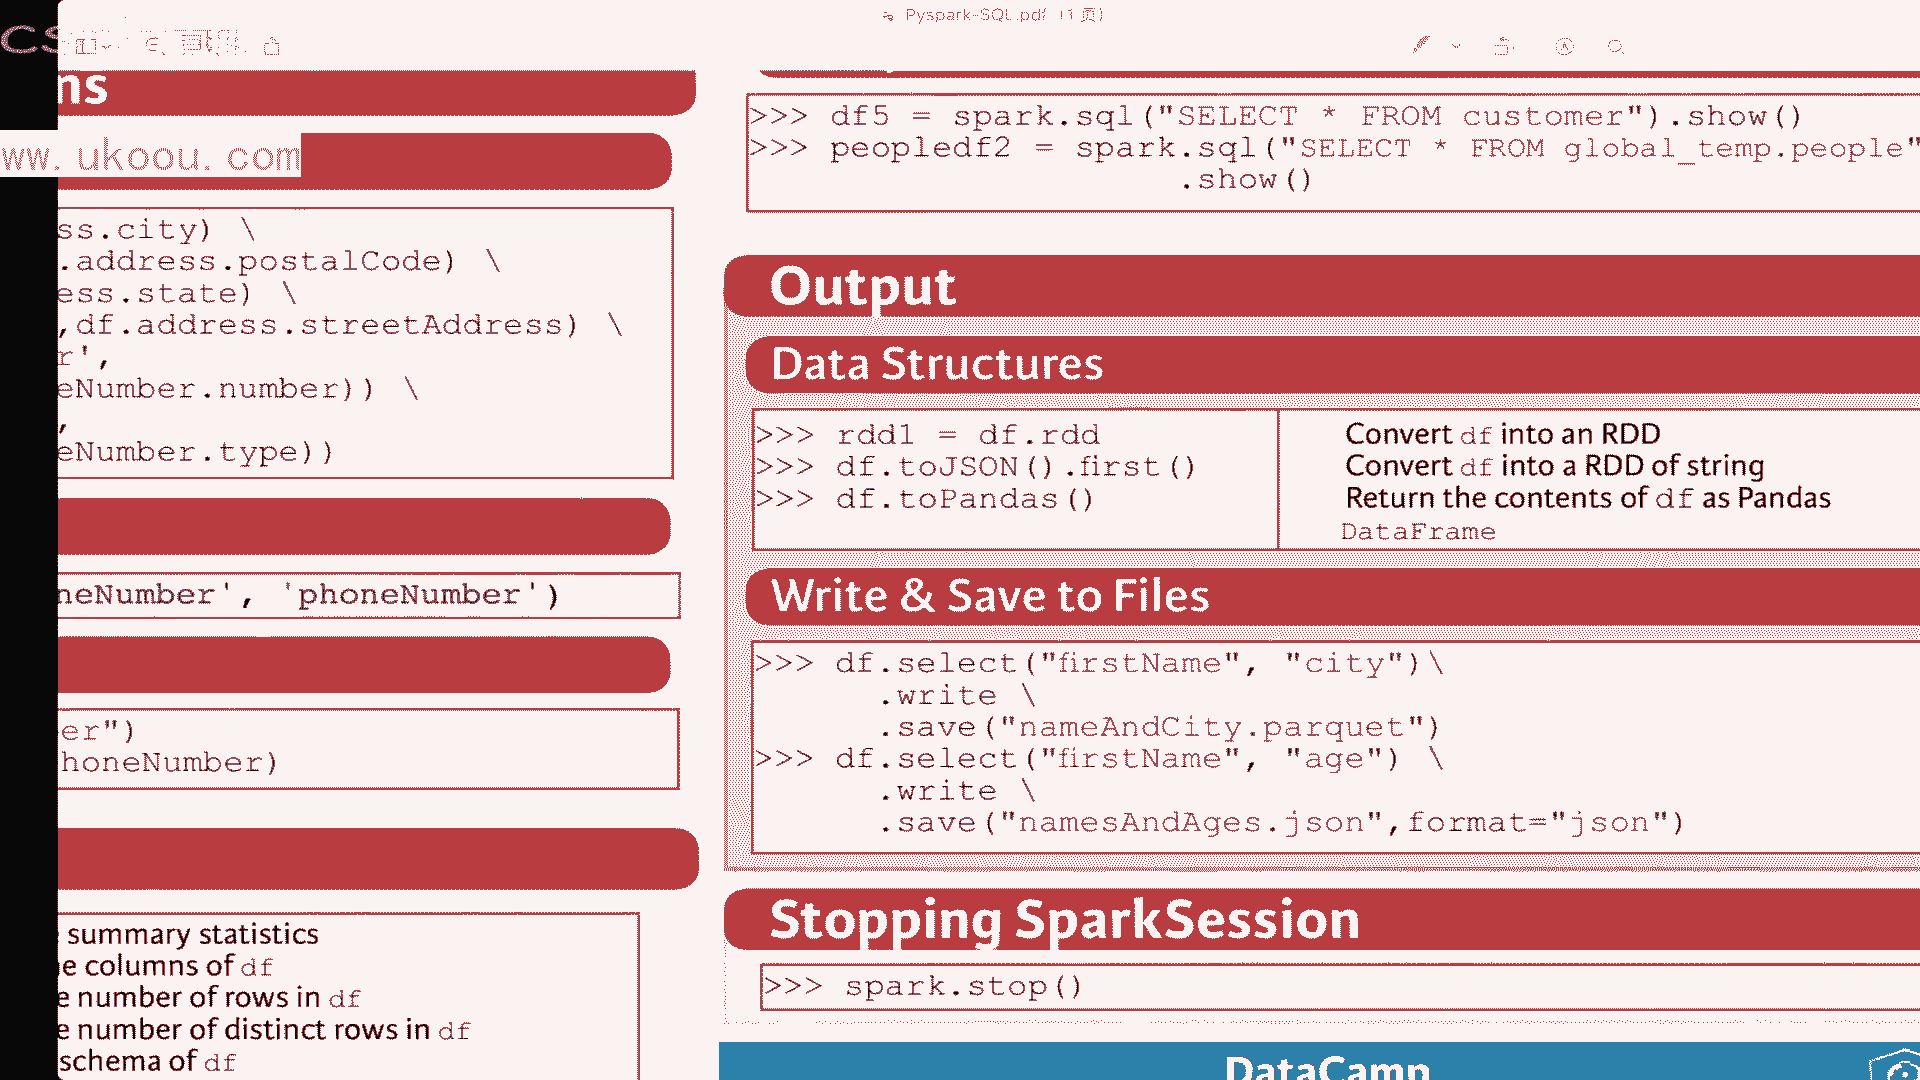 Pyspark-SQL.pdf (1 页)
CS
ns
ww.ukoou.com
ss.city) \
.address.postalCode) \
ess.state) \
,df.address.streetAddress) \
r',
eNumber.number)) \
,
eNumber.type))
neNumber', 'phoneNumber')
er")
honeNumber)
summary statistics
e columns of df
e number of rows in df
e number of distinct rows in df
schema of df
>>> df5 = spark.sql("SELECT * FROM customer").show()
>>> peopledf2 = spark.sql("SELECT * FROM global_temp.people"
.show()
Output
Data Structures
>>> rdd1 = df.rdd
>>> df.toJSON().first()
>>> df.toPandas()
Convert df into an RDD
Convert df into a RDD of string
Return the contents of df as Pandas
DataFrame
Write & Save to Files
>>> df.select("firstName", "city")\
.write \
.save("nameAndCity.parquet")
>>> df.select("firstName", "age") \
.write \
.save("namesAndAges.json",format="json")
Stopping SparkSession
>>> spark.stop()
DataCamp